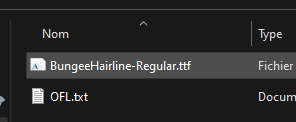 Nom Type
BungeeHairline-Regular.ttf Fichier
OFL.txt Docum